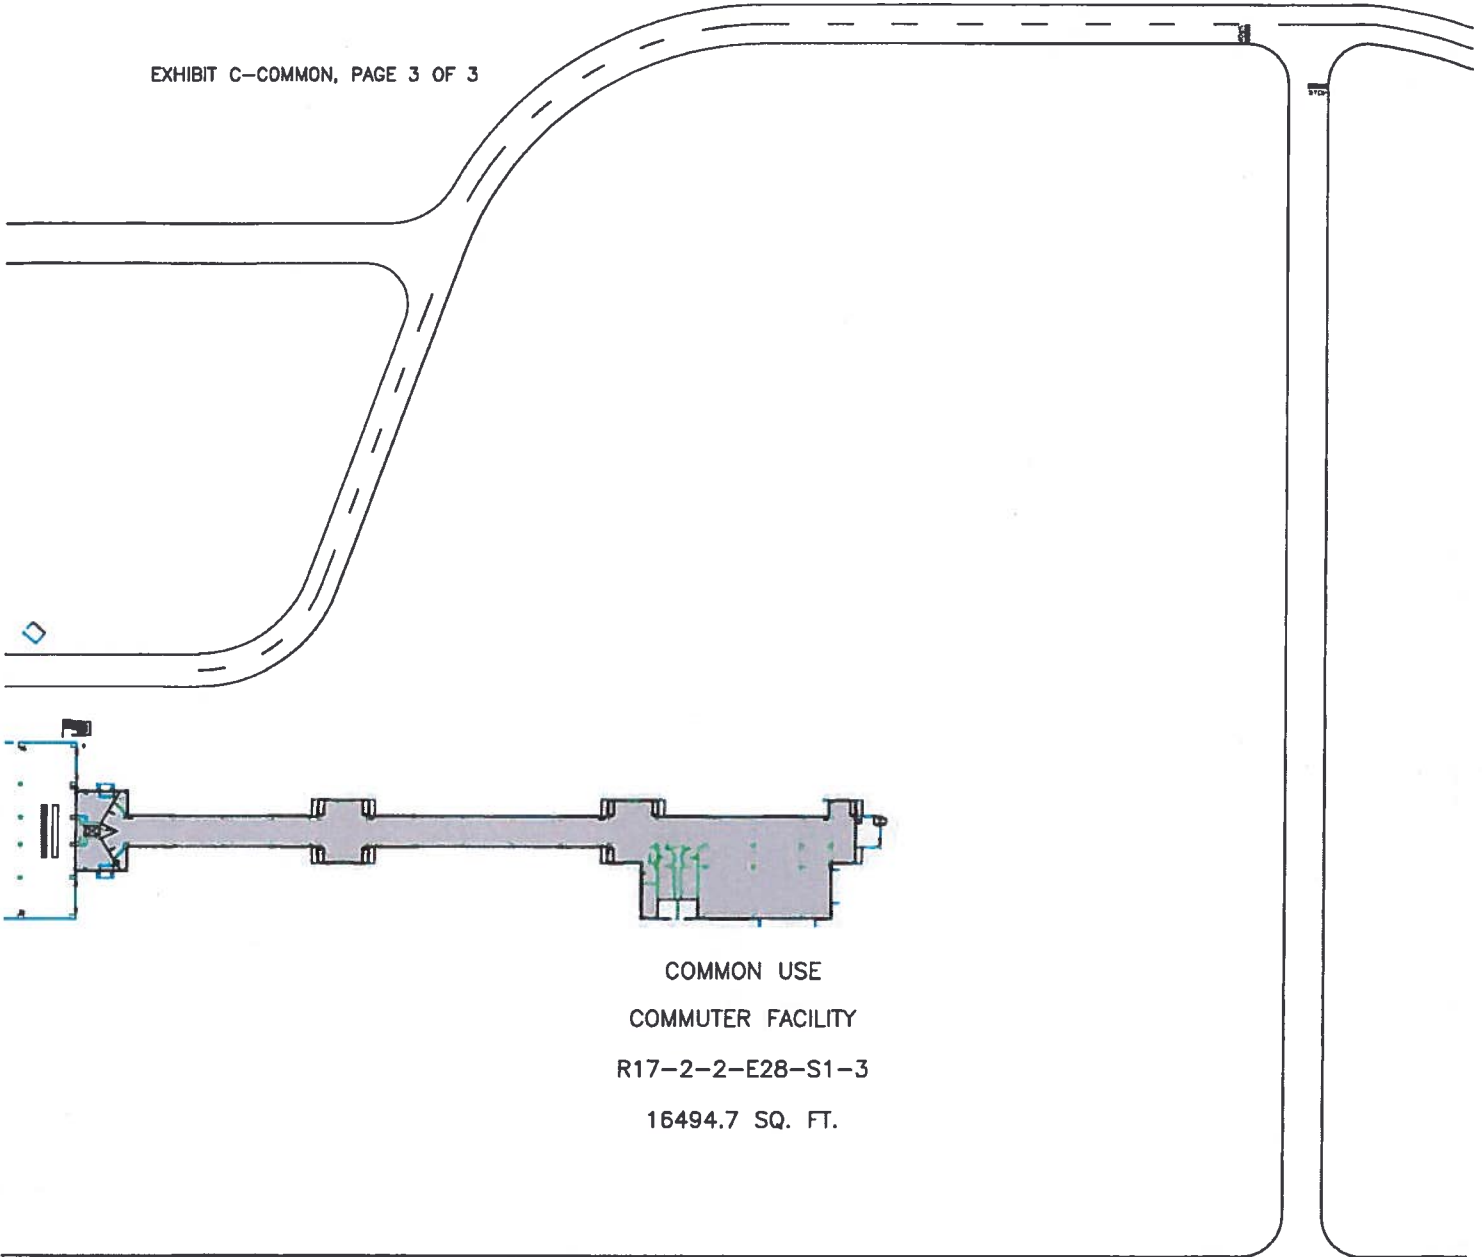 EXHIBIT C-COMMON, PAGE 3 OF 3
STOP
COMMON USE
COMMUTER FACILITY
R17-2-2-E28-S1-3
16494.7 SQ. FT.